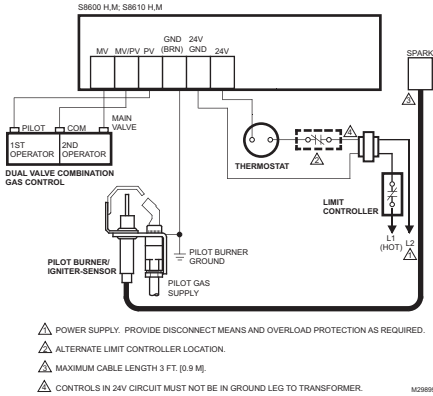 S8600 H,M; S8610 H,M
MV
MV/PV
PV
GND
(BRN)
24V
GND
24V
SPARK
3
PILOT
COM
MAIN
VALVE
1ST
OPERATOR
2ND
OPERATOR
DUAL VALVE COMBINATION
GAS CONTROL
THERMOSTAT
2
4
LIMIT
CONTROLLER
L1
(HOT)
L2
1
PILOT BURNER
GROUND
PILOT BURNER/
IGNITER-SENSOR
PILOT GAS
SUPPLY
1 POWER SUPPLY. PROVIDE DISCONNECT MEANS AND OVERLOAD PROTECTION AS REQUIRED.
2 ALTERNATE LIMIT CONTROLLER LOCATION.
3 MAXIMUM CABLE LENGTH 3 FT. [0.9 M].
4 CONTROLS IN 24V CIRCUIT MUST NOT BE IN GROUND LEG TO TRANSFORMER.